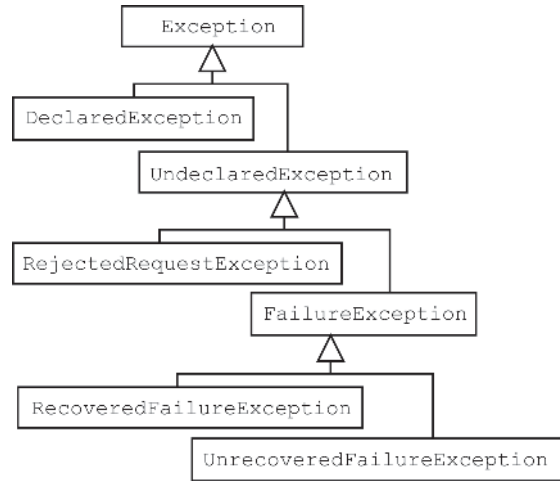 Exception
DeclaredException
UndeclaredException
RejectedRequestException
FailureException
RecoveredFailureException
UnrecoveredFailureException